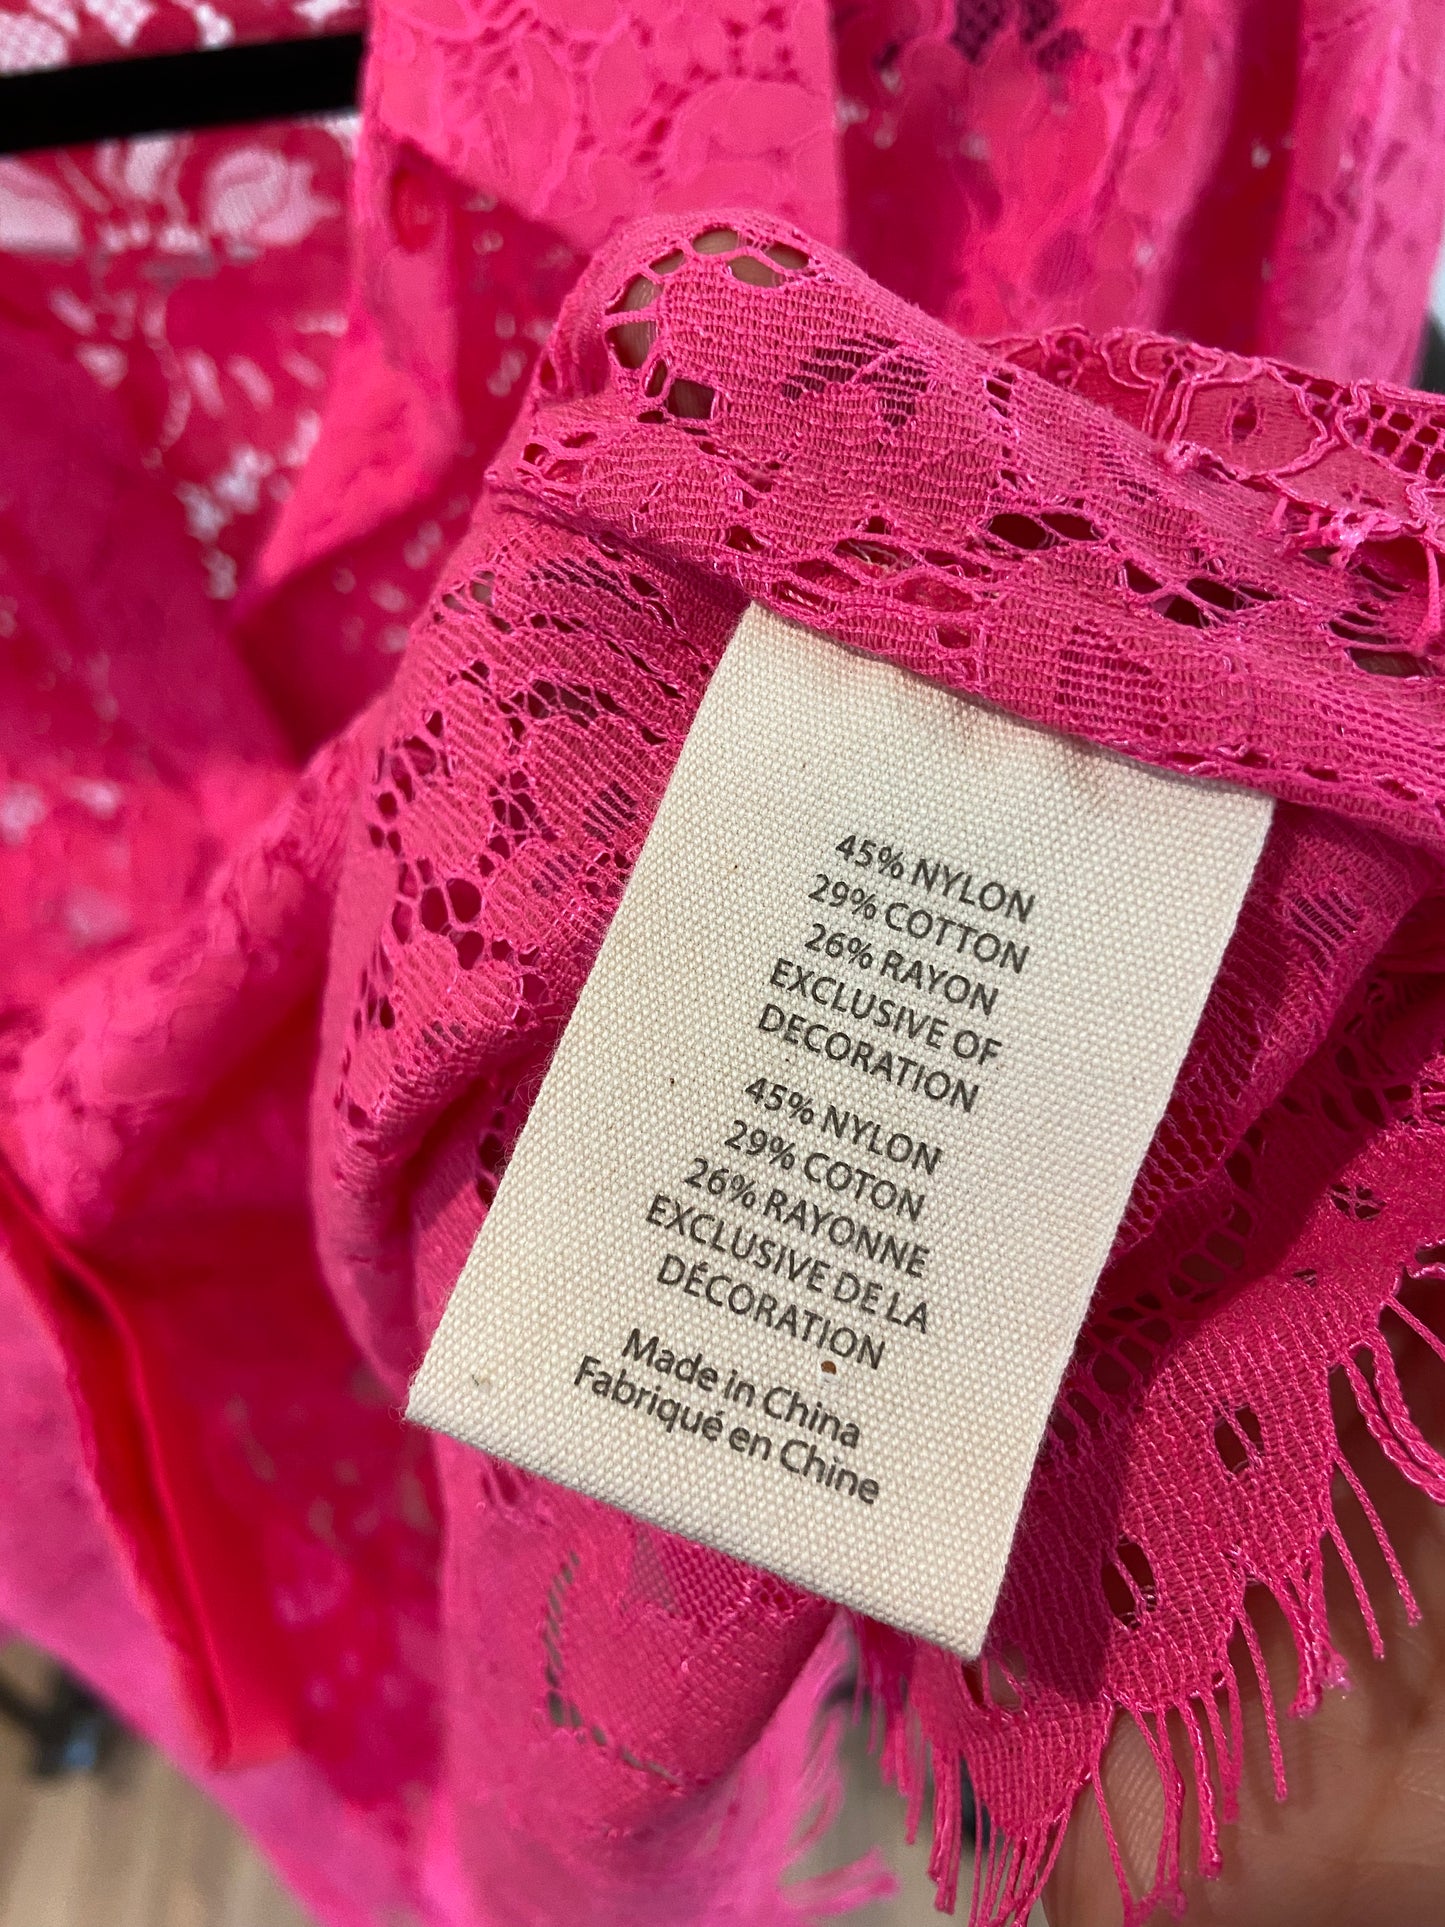 45% NYLON
29% COTTON
26% RAYON
EXCLUSIVE OF
DECORATION
45% NYLON
29% COTON
26% RAYONNE
EXCLUSIVE DE LA
DÉCORATION
Made in China
Fabriqué en Chine